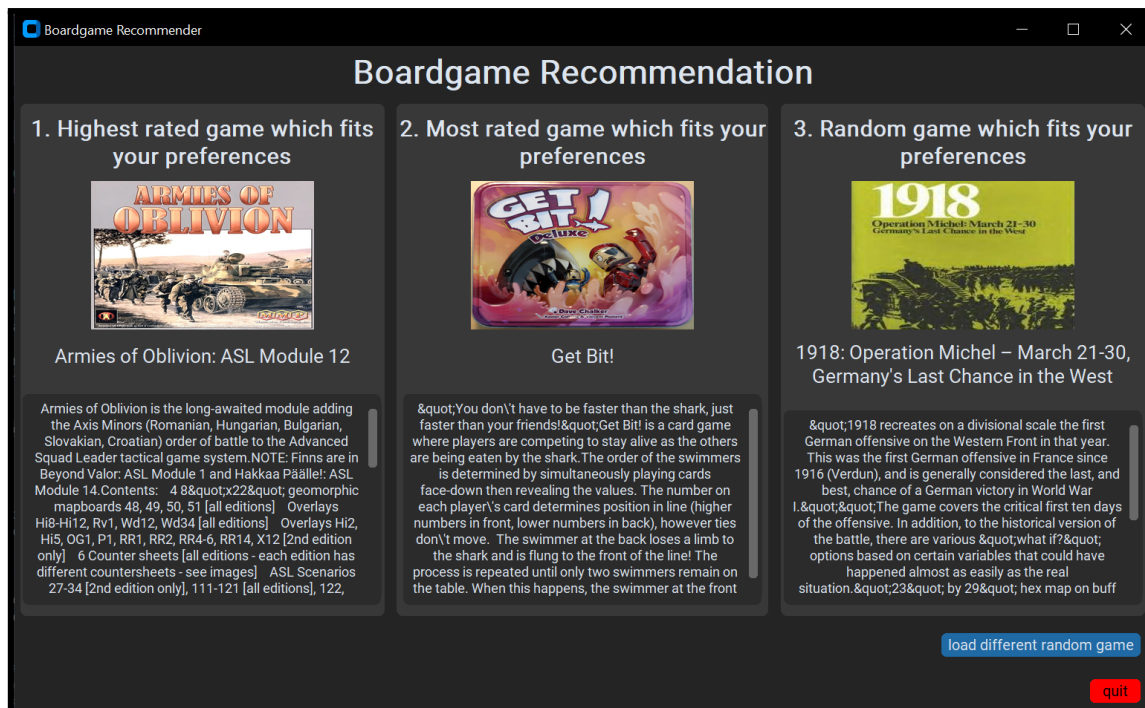 Boardgame Recommender
Boardgame Recommendation
1. Highest rated game which fits
your preferences
ARMIES OF
OBLIVION
MMP
Armies of Oblivion: ASL Module 12
Armies of Oblivion is the long-awaited module adding
the Axis Minors (Romanian, Hungarian, Bulgarian,
Slovakian, Croatian) order of battle to the Advanced
Squad Leader tactical game system.NOTE: Finns are in
Beyond Valor: ASL Module 1 and Hakkaa Päälle!: ASL
Module 14.Contents:    4 8&quot;x22&quot; geomorphic
mapboards 48, 49, 50, 51 [all editions]    Overlays
Hi8-Hi12, Rv1, Wd12, Wd34 [all editions]    Overlays Hi2,
Hi5, OG1, P1, RR1, RR2, RR4-6, RR14, X12 [2nd edition
only]    6 Counter sheets [all editions - each edition has
different countersheets - see images]    ASL Scenarios
27-34 [2nd edition only], 111-121 [all editions], 122,
2. Most rated game which fits your
preferences
GET
BIT!
Deluxe
Dave Chalker
Get Bit!
&quot;You don\'t have to be faster than the shark, just
faster than your friends!&quot;Get Bit! is a card game
where players are competing to stay alive as the others
are being eaten by the shark.The order of the swimmers
is determined by simultaneously playing cards
face-down then revealing the values. The number on
each player\'s card determines position in line (higher
numbers in front, lower numbers in back), however ties
don\'t move.  The swimmer at the back loses a limb to
the shark and is flung to the front of the line! The
process is repeated until only two swimmers remain on
the table. When this happens, the swimmer at the front
3. Random game which fits your
preferences
1918
Operation Michel: March 21-30
Germany's Last Chance in the West
1918: Operation Michel – March 21-30,
Germany's Last Chance in the West
&quot;1918 recreates on a divisional scale the first
German offensive on the Western Front in that year.
This was the first German offensive in France since
1916 (Verdun), and is generally considered the last, and
best, chance of a German victory in World War
I.&quot;&quot;The game covers the critical first ten days
of the offensive. In addition, to the historical version of
the battle, there are various &quot;what if?&quot;
options based on certain variables that could have
happened almost as easily as the real
situation.&quot;23&quot; by 29&quot; hex map on buff
load different random game
quit